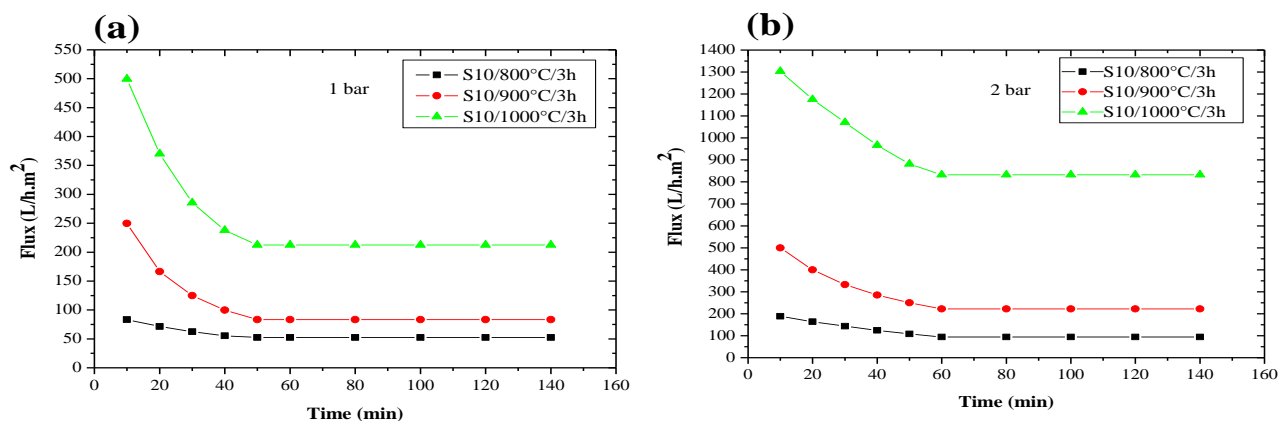 (a)
550
500
450
400
350
300
250
200
150
100
50
0
Flux (L/h.m²)
1 bar
S10/800°C/3h
S10/900°C/3h
S10/1000°C/3h
0 20 40 60 80 100 120 140 160
Time (min)
(b)
1400
1300
1200
1100
1000
900
800
700
600
500
400
300
200
100
0
Flux (L/h.m²)
2 bar
S10/800°C/3h
S10/900°C/3h
S10/1000°C/3h
0 20 40 60 80 100 120 140 160
Time (min)